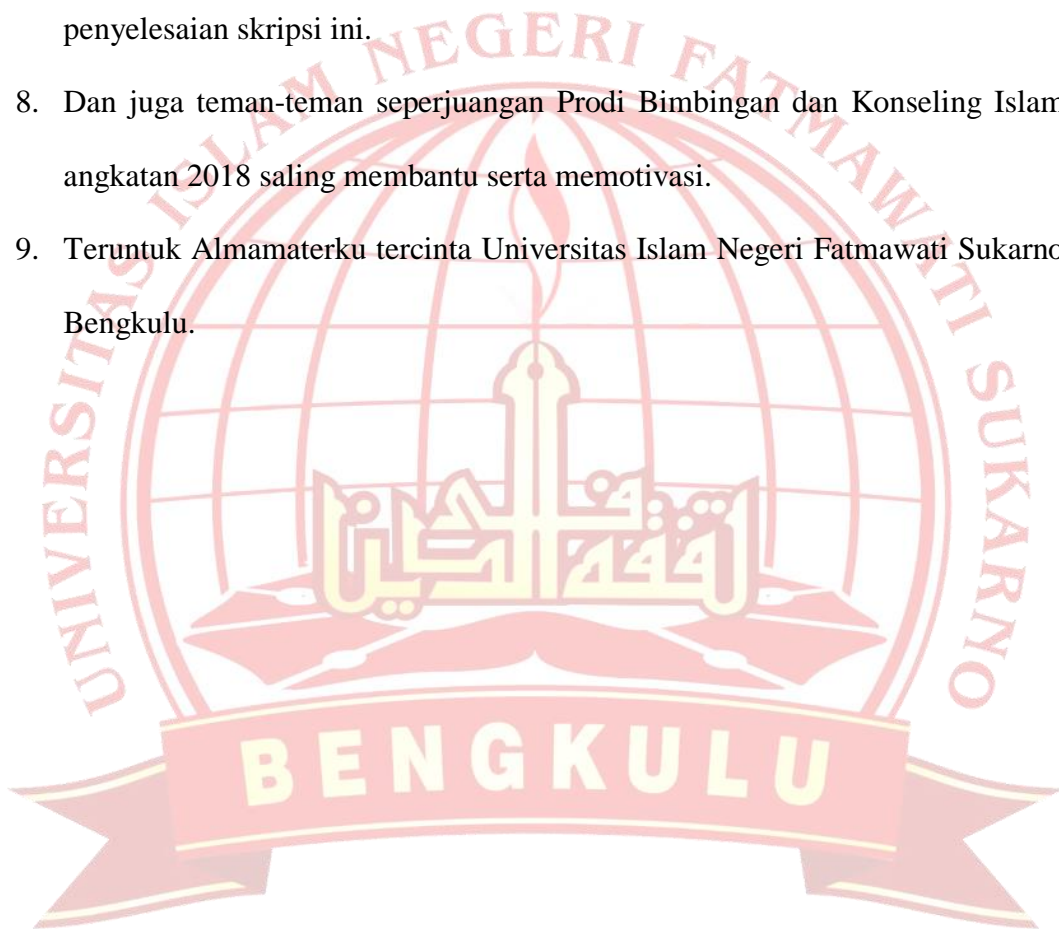 penyelesaian skripsi ini.
8. Dan juga teman-teman seperjuangan Prodi Bimbingan dan Konseling Islam
angkatan 2018 saling membantu serta memotivasi.
9. Teruntuk Almamaterku tercinta Universitas Islam Negeri Fatmawati Sukarno
Bengkulu.
UNIVERSITAS ISLAM NEGERI FATMAWATI SUKARNO
BENGKULU